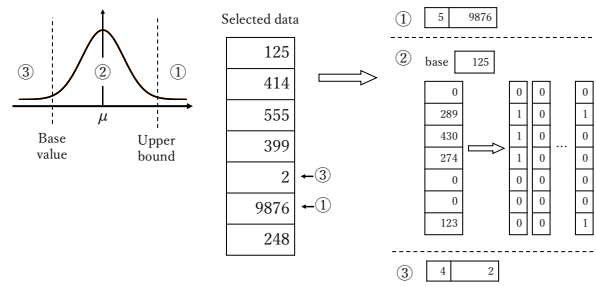 ③ ② ①
μ
Base
value
Upper
bound
Selected data
125
414
555
399
2 ③
9876 ①
248
① 5 9876
② base 125
0 0 0 0
289 1 0 1
430 1 0 ... 0
274 1 0 0
0 0 0 0
0 0 0 0
123 0 0 1
③ 4 2